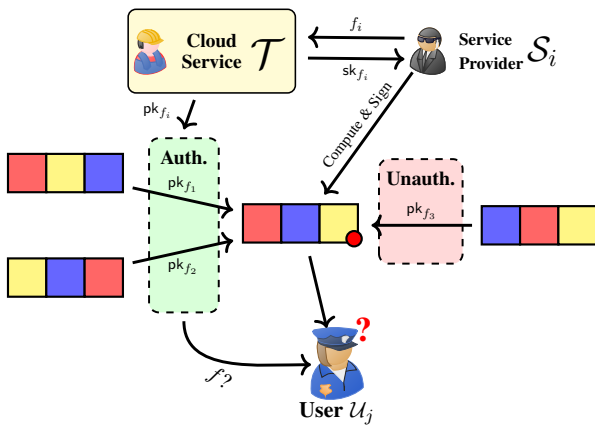 Cloud
Service 𝒯
f_i
sk_{f_i}
Service
Provider 𝒮_i
pk_{f_i}
Compute & Sign
Auth.
Unauth.
pk_{f_1}
pk_{f_3}
pk_{f_2}
?
f?
User 𝒰_j